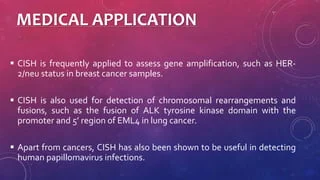 MEDICAL APPLICATION
▪ CISH is frequently applied to assess gene amplification, such as HER-
2/neu status in breast cancer samples.
▪ CISH is also used for detection of chromosomal rearrangements and
fusions, such as the fusion of ALK tyrosine kinase domain with the
promoter and 5' region of EML4 in lung cancer.
▪ Apart from cancers, CISH has also been shown to be useful in detecting
human papillomavirus infections.